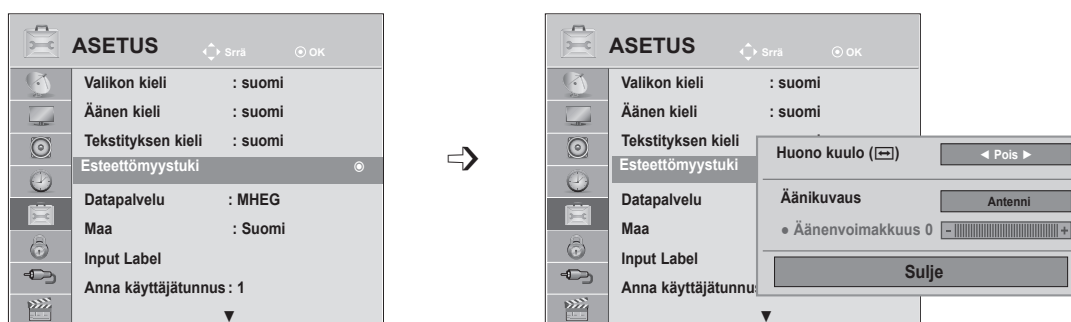 ASETUS Srrä OK
Valikon kieli : suomi
Äänen kieli : suomi
Tekstityksen kieli : suomi
Esteettömyystuki
Datapalvelu : MHEG
Maa : Suomi
Input Label
Anna käyttäjätunnus : 1
▼
ASETUS Srrä OK
Valikon kieli : suomi
Äänen kieli : suomi
Tekstityksen kieli
Esteettömyystuki
Datapalvelu
Maa
Input Label
Anna käyttäjätunnu
▼
Huono kuulo (↔) ◄ Pois ►
Äänikuvaus Antenni
● Äänenvoimakkuus 0 - +
Sulje